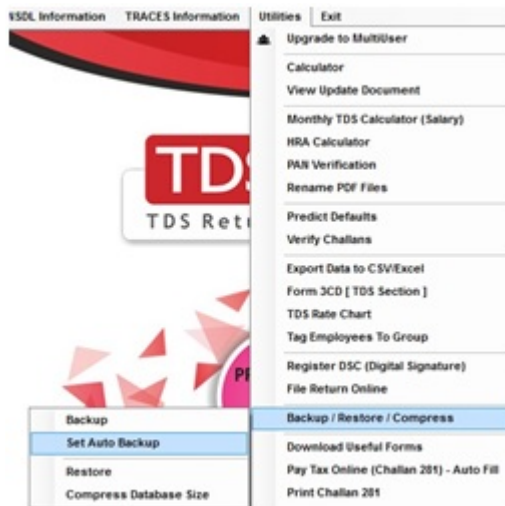 NSDL Information TRACES Information Utilities Exit
Upgrade to MultiUser
Calculator
View Update Document
Monthly TDS Calculator (Salary)
HRA Calculator
PAN Verification
Rename PDF Files
Predict Defaults
Verify Challans
Export Data to CSV/Excel
Form 3CD [ TDS Section ]
TDS Rate Chart
Tag Employees To Group
Register DSC (Digital Signature)
File Return Online
Backup / Restore / Compress
Download Useful Forms
Pay Tax Online (Challan 281) - Auto Fill
Print Challan 281
Backup
Set Auto Backup
Restore
Compress Database Size
TDS
TDS Ret
PR